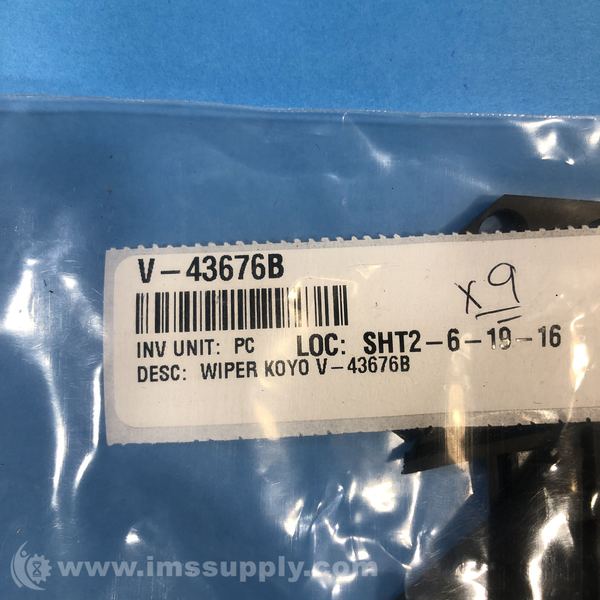 V-43676B
x9
INV UNIT: PC LOC: SHT2-6-19-16
DESC: WIPER KOYO V-43676B
www.imssupply.com